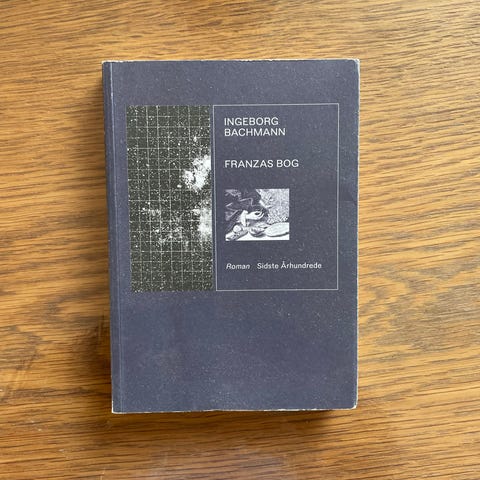 INGEBORG
BACHMANN
FRANZAS BOG
Roman Sidste Århundrede